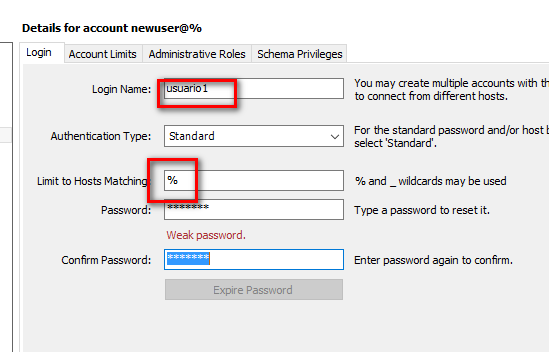 Details for account newuser@%
Login Account Limits Administrative Roles Schema Privileges
Login Name: usuario1 You may create multiple accounts with th
to connect from different hosts.
Authentication Type: Standard For the standard password and/or host b
select 'Standard'.
Limit to Hosts Matching: % % and _ wildcards may be used
Password: ******* Type a password to reset it.
Weak password.
Confirm Password: ******* Enter password again to confirm.
Expire Password